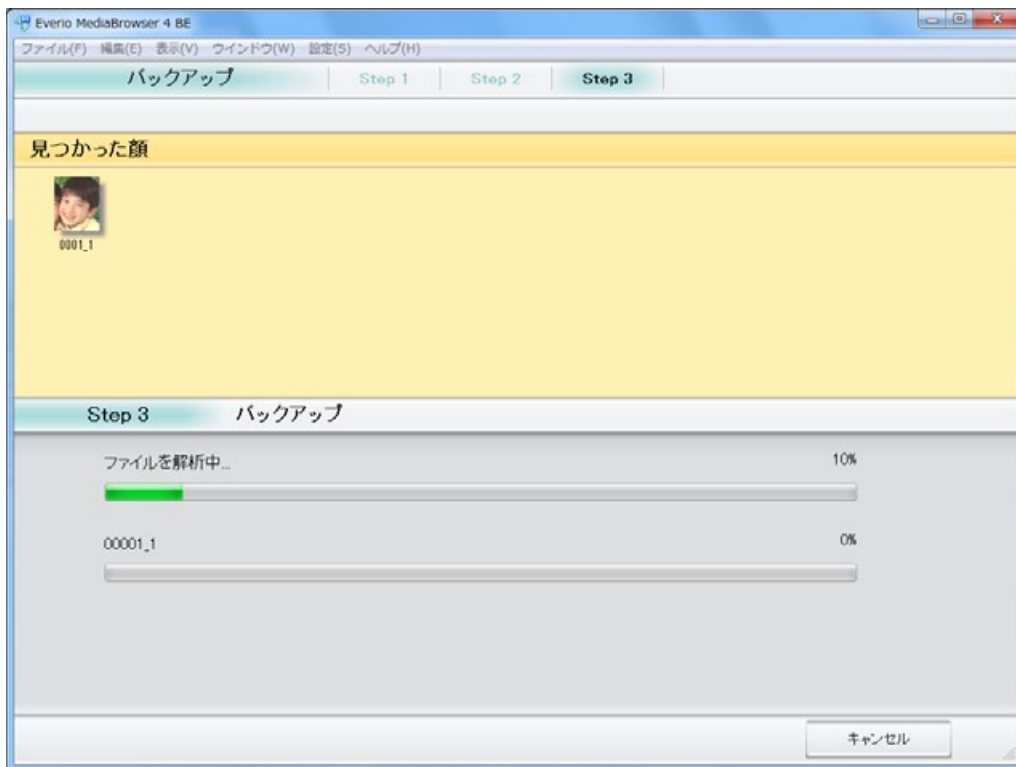 Everio MediaBrowser 4 BE
ファイル(F) 編集(E) 表示(V) ウインドウ(W) 設定(S) ヘルプ(H)
バックアップ Step 1 Step 2 Step 3
見つかった顔
0001_1
Step 3 バックアップ
ファイルを解析中... 10%
00001_1 0%
キャンセル